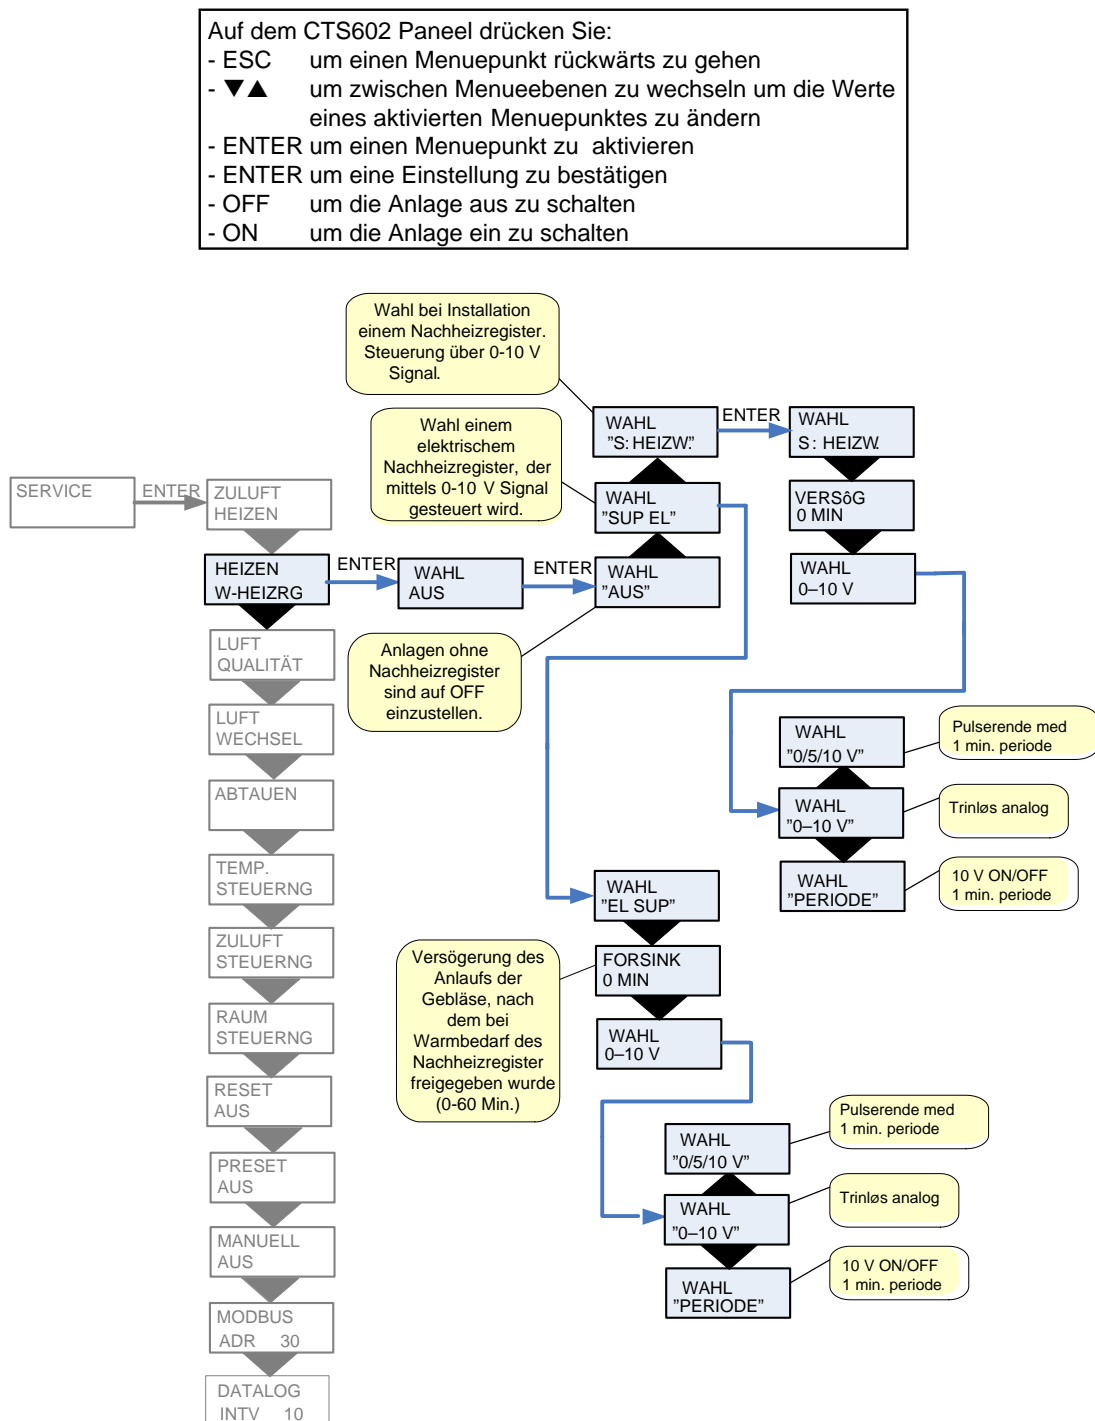 Auf dem CTS602 Paneel drücken Sie:
- ESC um einen Menuepunkt rückwärts zu gehen
- ▼▲ um zwischen Menueebenen zu wechseln um die Werte
eines aktivierten Menuepunktes zu ändern
- ENTER um einen Menuepunkt zu aktivieren
- ENTER um eine Einstellung zu bestätigen
- OFF um die Anlage aus zu schalten
- ON um die Anlage ein zu schalten
Wahl bei Installation
einem Nachheizregister.
Steuerung über 0-10 V
Signal.
Wahl einem
elektrischem
Nachheizregister, der
mittels 0-10 V Signal
gesteuert wird.
WAHL
"S:HEIZW."
ENTER
WAHL
S: HEIZW.
WAHL
"SUP EL"
VERSôG
0 MIN
SERVICE
ENTER
ZULUFT
HEIZEN
HEIZEN
W-HEIZRG
ENTER
WAHL
AUS
ENTER
WAHL
"AUS"
WAHL
0–10 V
Anlagen ohne
Nachheizregister
sind auf OFF
einzustellen.
LUFT
QUALITÄT
LUFT
WECHSEL
ABTAUEN
TEMP.
STEUERNG
ZULUFT
STEUERNG
RAUM
STEUERNG
RESET
AUS
PRESET
AUS
MANUELL
AUS
MODBUS
ADR 30
DATALOG
INTV 10
WAHL
"0/5/10 V"
Pulserende med
1 min. periode
WAHL
"0–10 V"
Trinløs analog
WAHL
"PERIODE"
10 V ON/OFF
1 min. periode
WAHL
"EL SUP"
Versögerung des
Anlaufs der
Gebläse, nach
dem bei
Warmbedarf des
Nachheizregister
freigegeben wurde
(0-60 Min.)
FORSINK
0 MIN
WAHL
0–10 V
WAHL
"0/5/10 V"
Pulserende med
1 min. periode
WAHL
"0–10 V"
Trinløs analog
WAHL
"PERIODE"
10 V ON/OFF
1 min. periode